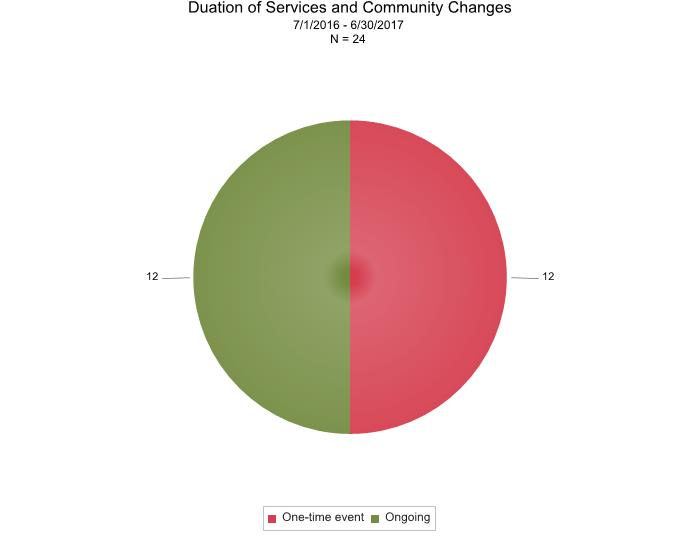 Duation of Services and Community Changes
7/1/2016 - 6/30/2017
N = 24
12
12
One-time event Ongoing